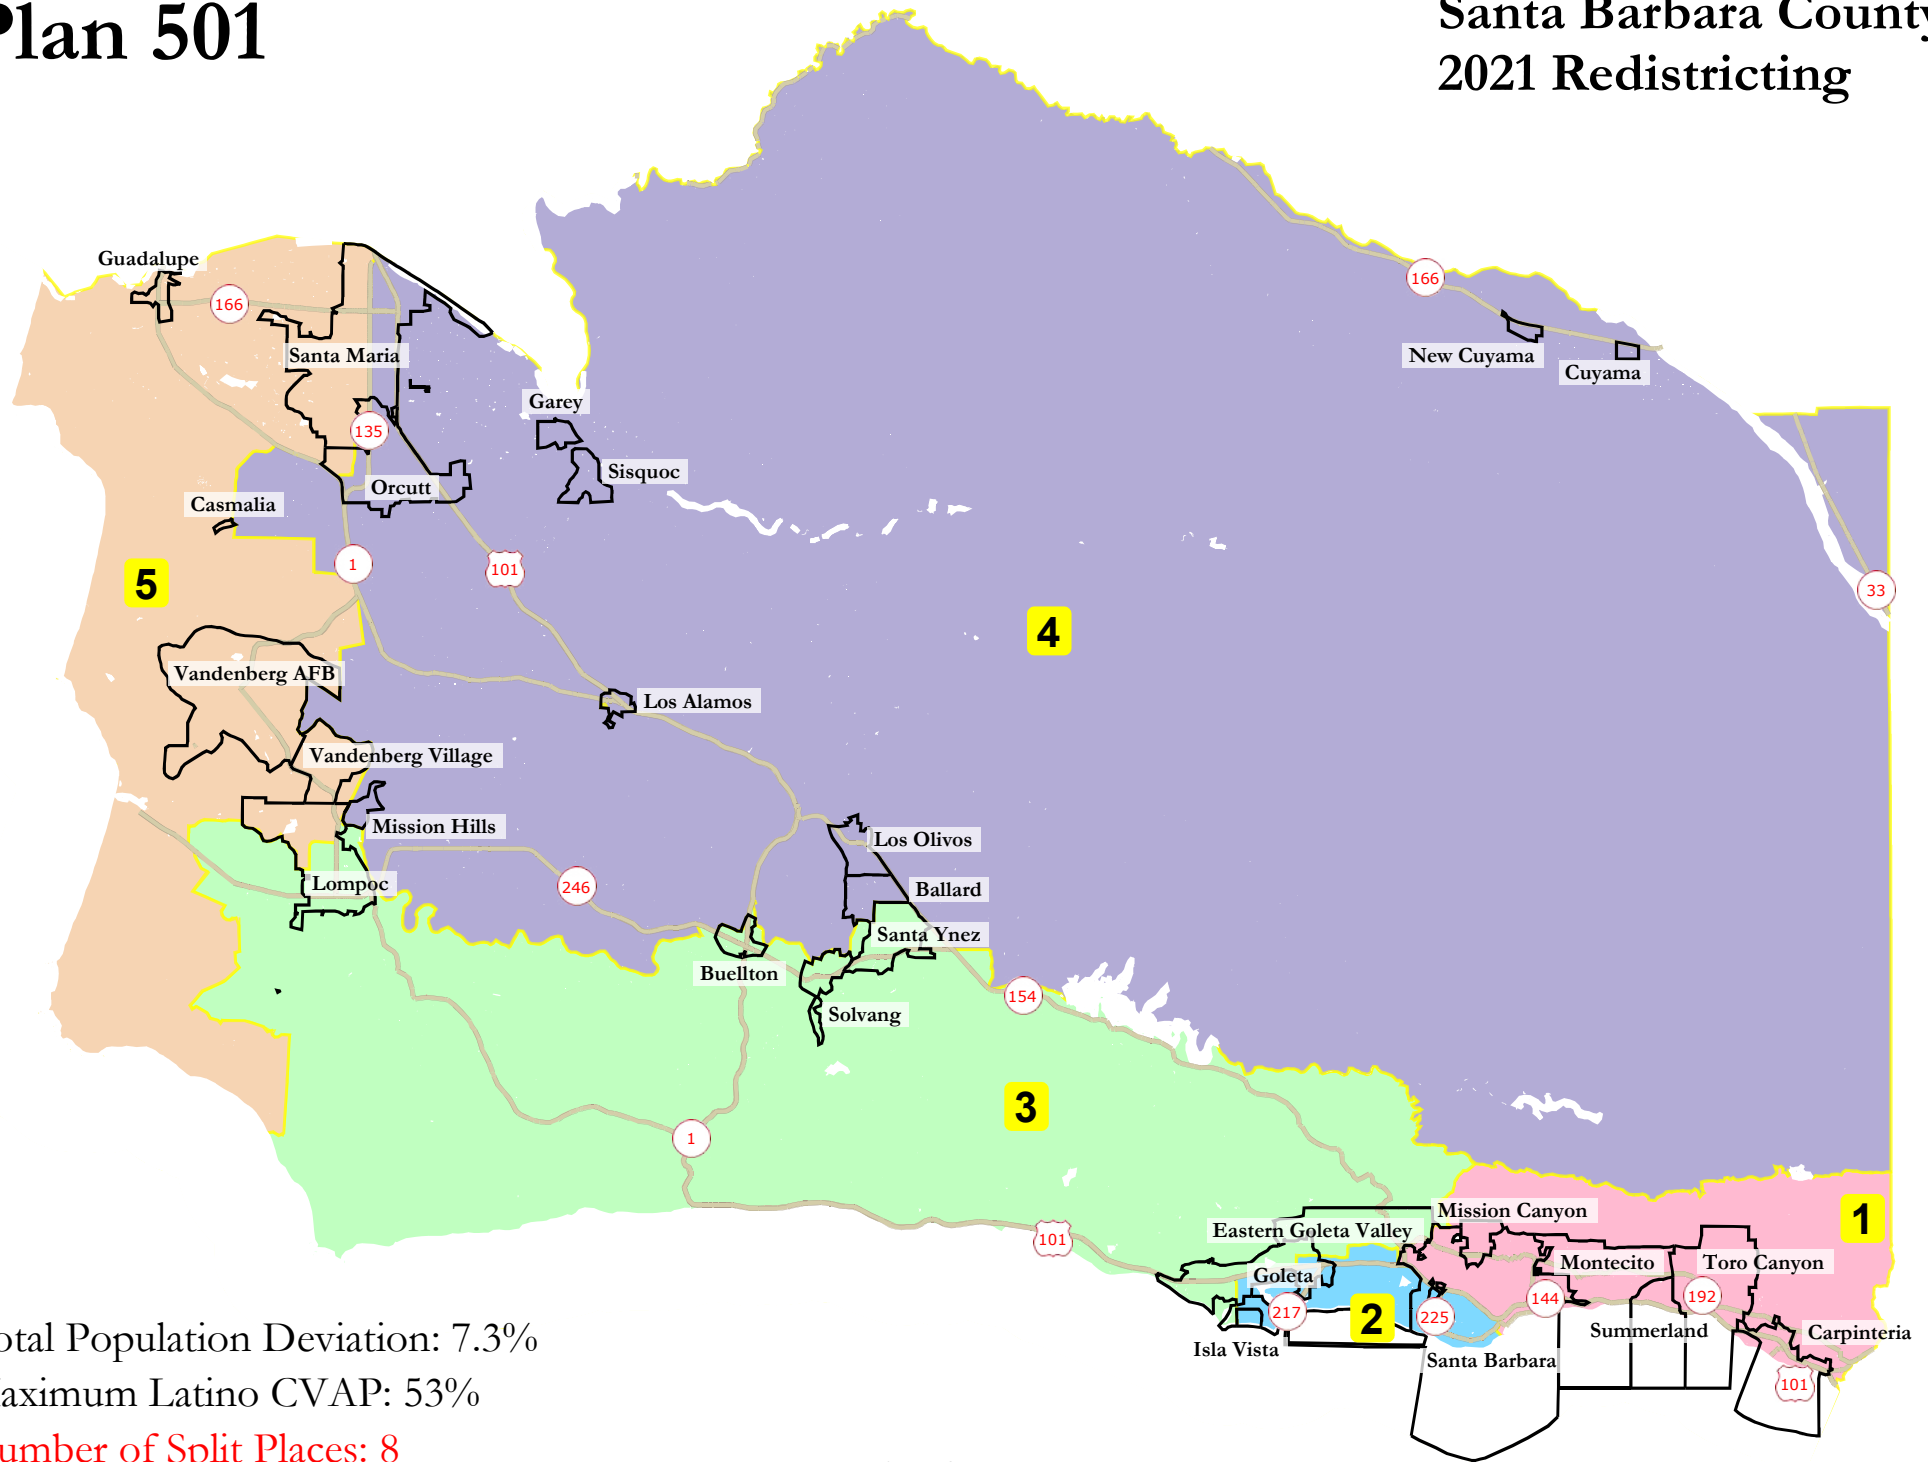 Plan 501
Santa Barbara County
2021 Redistricting
Guadalupe
166
166
Santa Maria
New Cuyama
Cuyama
Garey
135
Sisquoc
Orcutt
Casmalia
1
101
5
33
4
Vandenberg AFB
Los Alamos
Vandenberg Village
Mission Hills
Los Olivos
Lompoc
246
Ballard
Santa Ynez
Buellton
154
Solvang
3
1
Mission Canyon
1
Eastern Goleta Valley
101
Montecito
Toro Canyon
Goleta
217
2
225
144
192
Summerland
Carpinteria
Isla Vista
Santa Barbara
101
otal Population Deviation: 7.3%
aximum Latino CVAP: 53%
umber of Split Places: 8